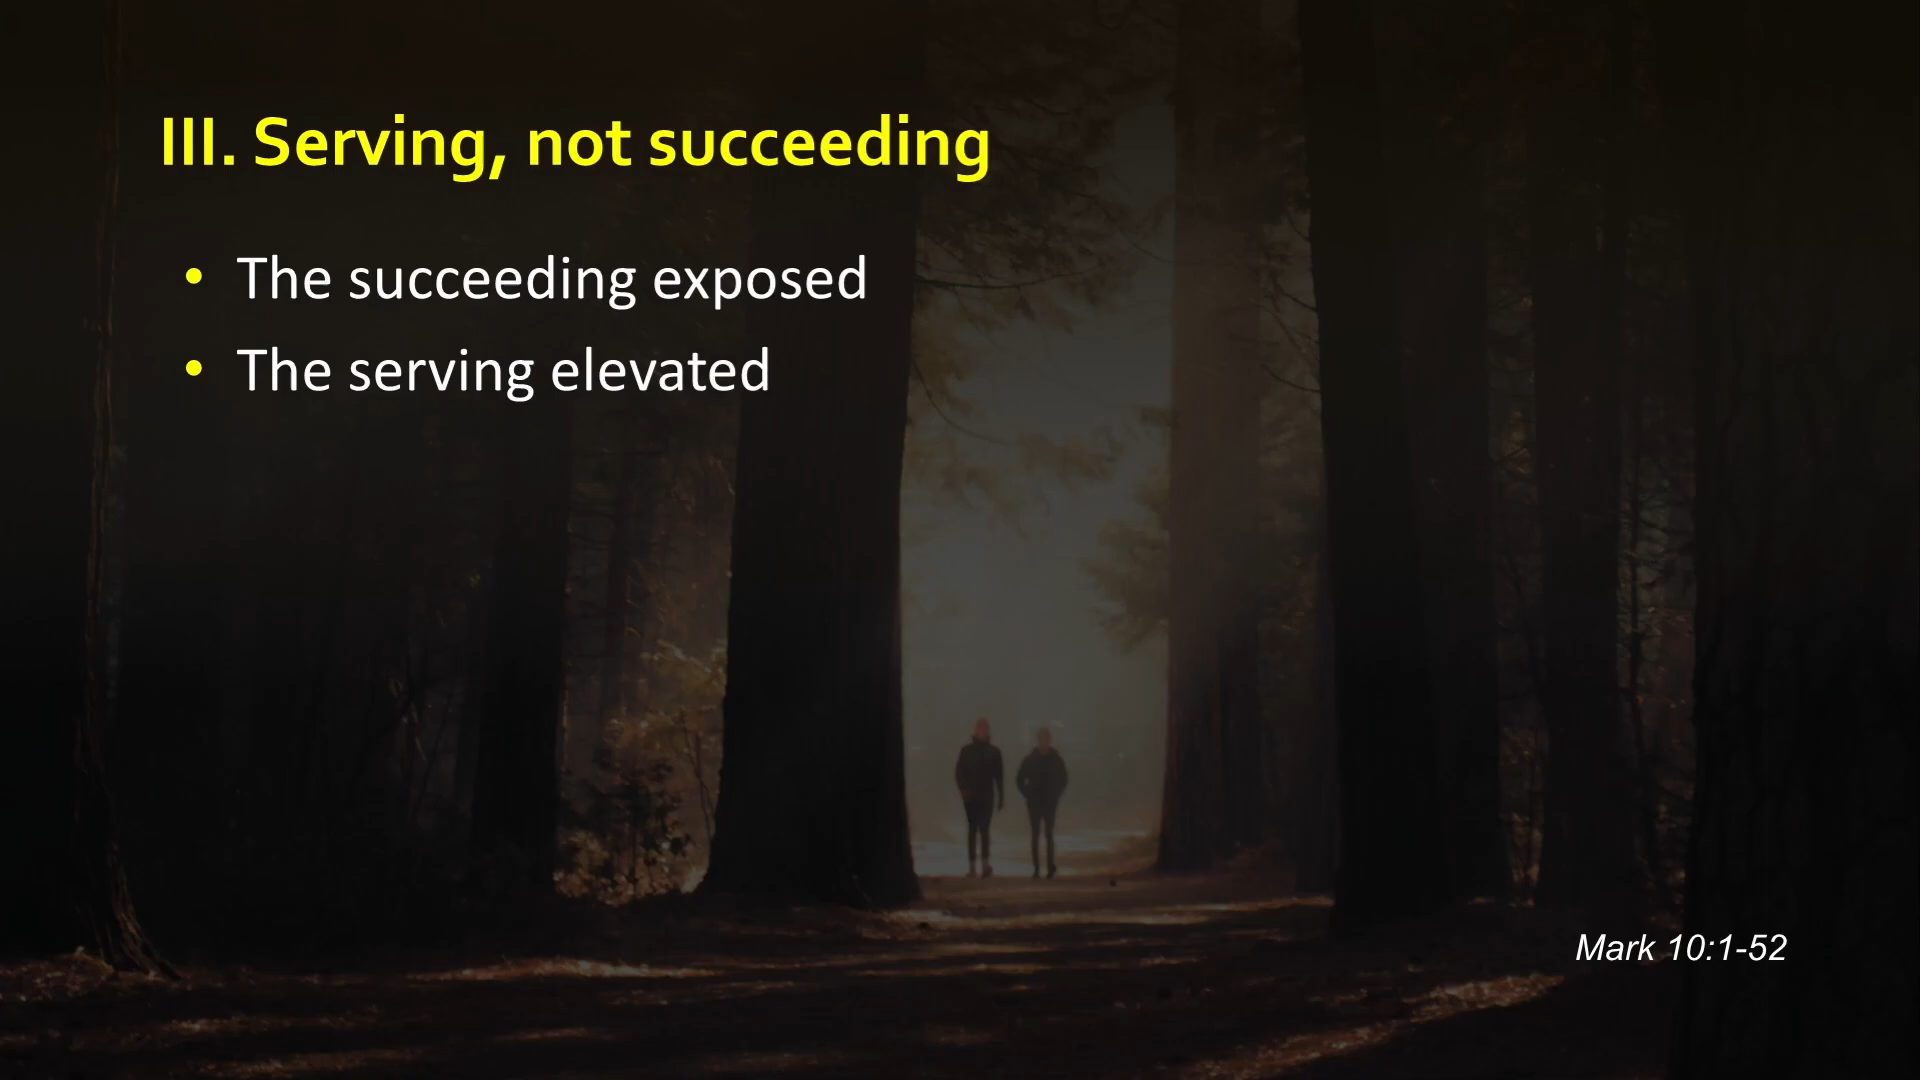 III. Serving, not succeeding
• The succeeding exposed
• The serving elevated
Mark 10:1-52